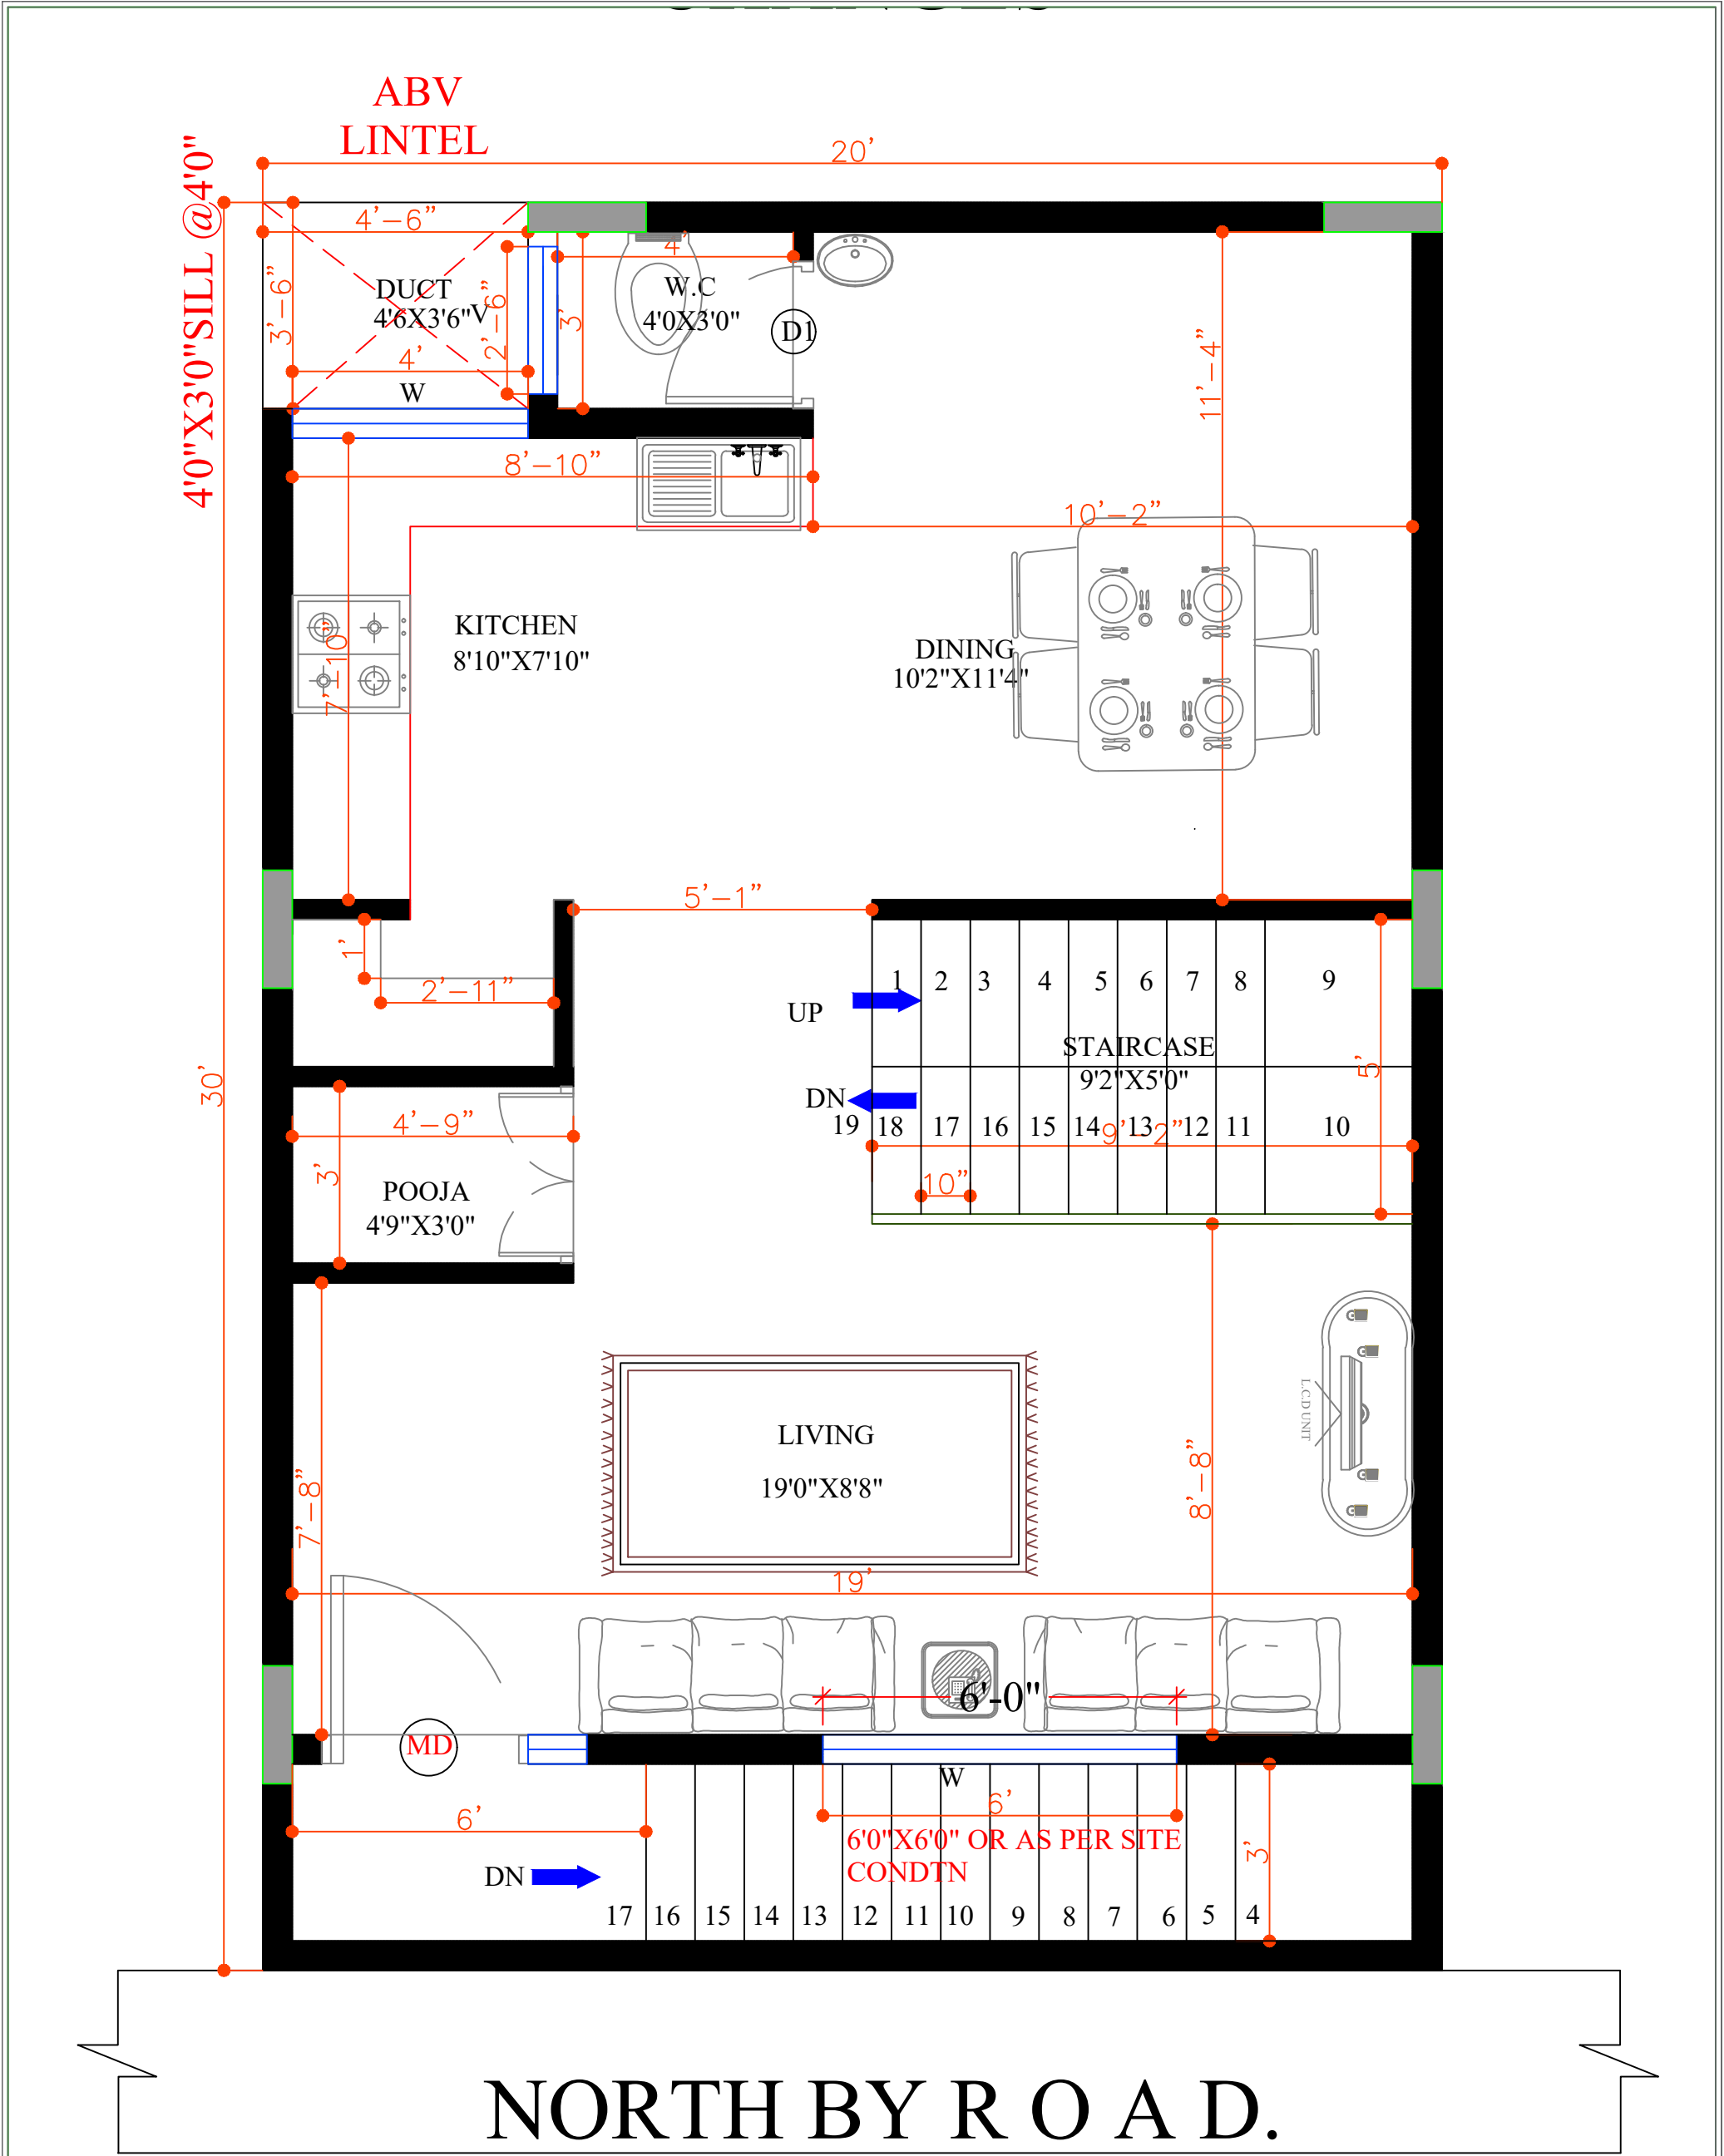 ABV
LINTEL
4'0"X3'0"SILL @4'0"
20'
4'-6"
4'
3'-6"
DUCT
4'6X3'6"
V
2'-6"
3'
W.C
4'0X3'0"
D1
4'
W
11'-4"
8'-10"
10'-2"
KITCHEN
8'10"X7'10"
7'-10"
DINING
10'2"X11'4"
5'-1"
1'
2'-11"
30'
1 2 3 4 5 6 7 8 9
UP
STAIRCASE
9'2"X5'0"
5'
DN
19 18 17 16 15 14 13 12 11 10
9'-2"
10"
4'-9"
3'
POOJA
4'9"X3'0"
LIVING
19'0"X8'8"
L.C.D UNIT
7'-8"
8'-8"
19'
6'-0"
MD
W
6'
6'
6'0"X6'0" OR AS PER SITE
CONDTN
3'
DN
17 16 15 14 13 12 11 10 9 8 7 6 5 4
NORTH BY R O A D.